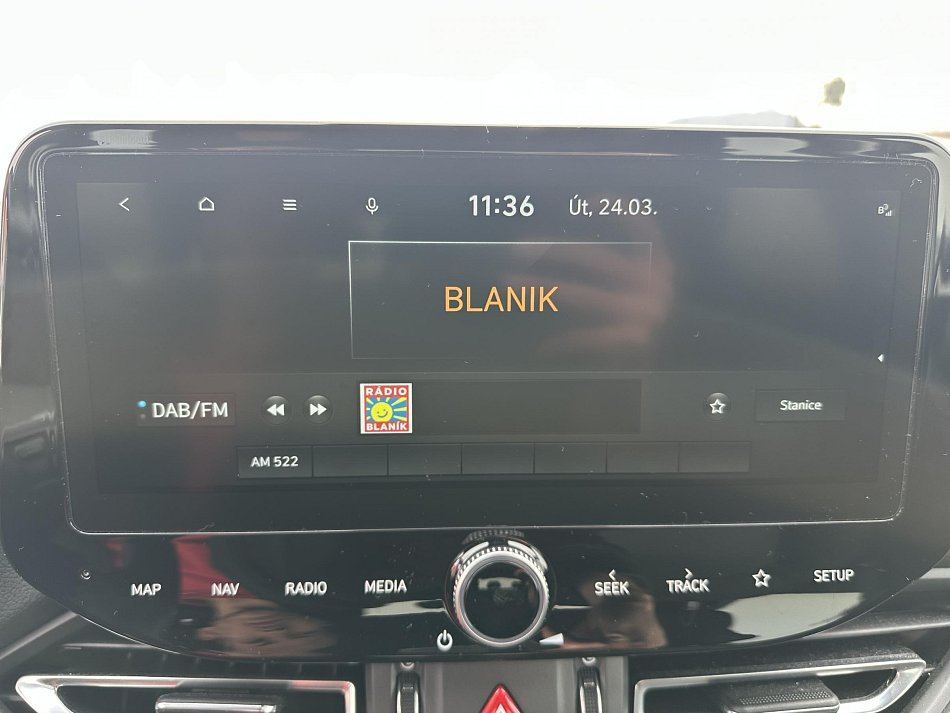 11:36 Út, 24.03.
BLANIK
DAB/FM
RÁDIO
BLANÍK
Stanice
AM 522
MAP NAV RADIO MEDIA SEEK TRACK SETUP